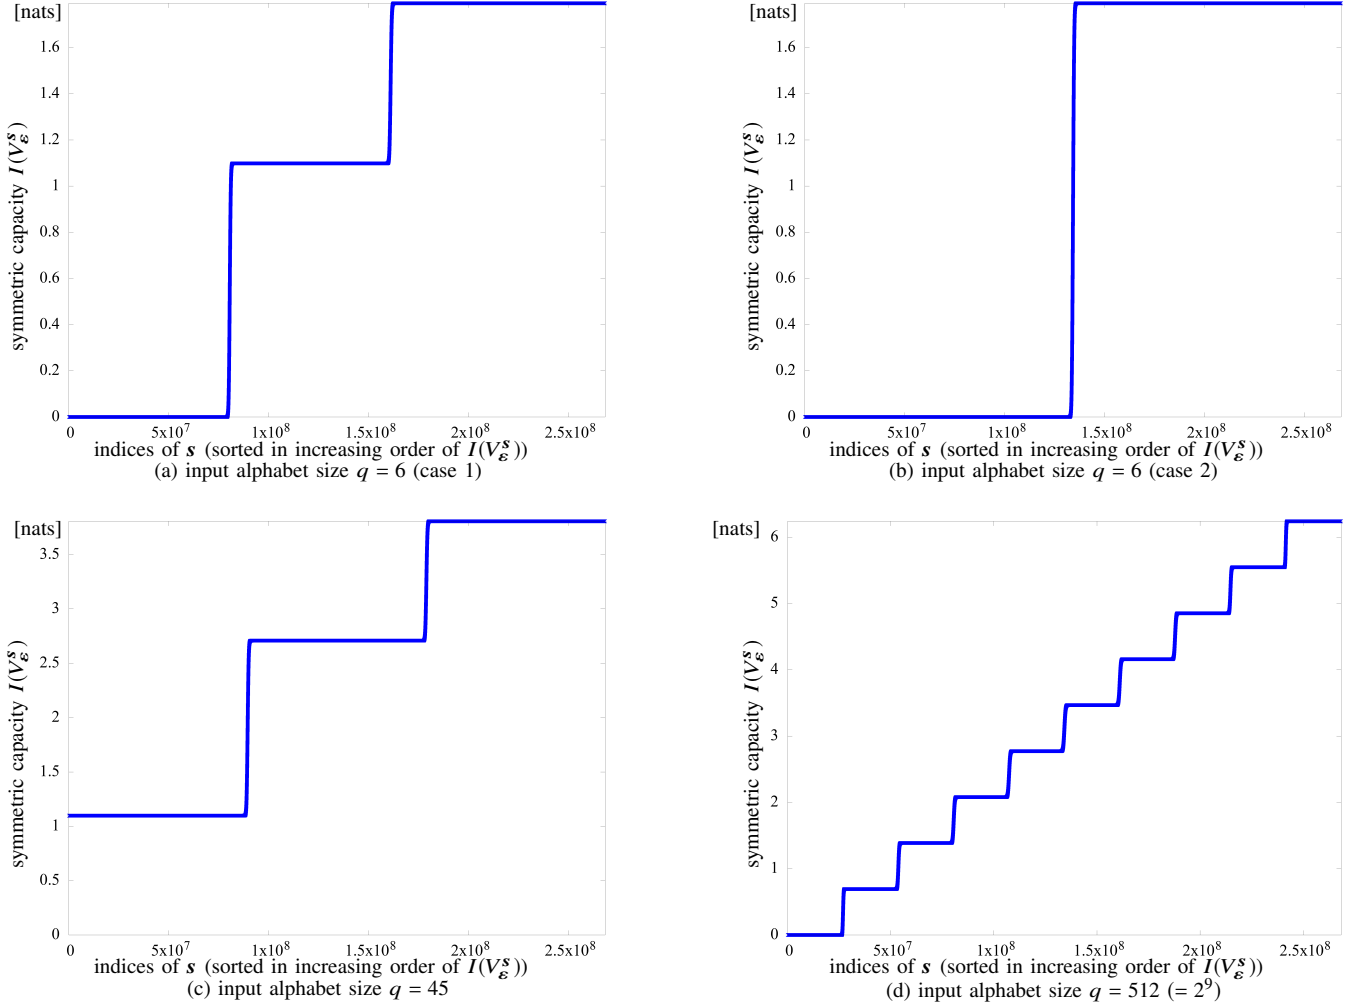 [nats]
1.6
1.4
1.2
1
0.8
0.6
0.4
0.2
0
symmetric capacity I(V_ε^s)
0 5x10^7 1x10^8 1.5x10^8 2x10^8 2.5x10^8
indices of s (sorted in increasing order of I(V_ε^s))
(a) input alphabet size q = 6 (case 1)
[nats]
1.6
1.4
1.2
1
0.8
0.6
0.4
0.2
0
symmetric capacity I(V_ε^s)
0 5x10^7 1x10^8 1.5x10^8 2x10^8 2.5x10^8
indices of s (sorted in increasing order of I(V_ε^s))
(b) input alphabet size q = 6 (case 2)
[nats]
3.5
3
2.5
2
1.5
1
0.5
0
symmetric capacity I(V_ε^s)
0 5x10^7 1x10^8 1.5x10^8 2x10^8 2.5x10^8
indices of s (sorted in increasing order of I(V_ε^s))
(c) input alphabet size q = 45
[nats]
6
5
4
3
2
1
0
symmetric capacity I(V_ε^s)
0 5x10^7 1x10^8 1.5x10^8 2x10^8 2.5x10^8
indices of s (sorted in increasing order of I(V_ε^s))
(d) input alphabet size q = 512 (= 2^9)